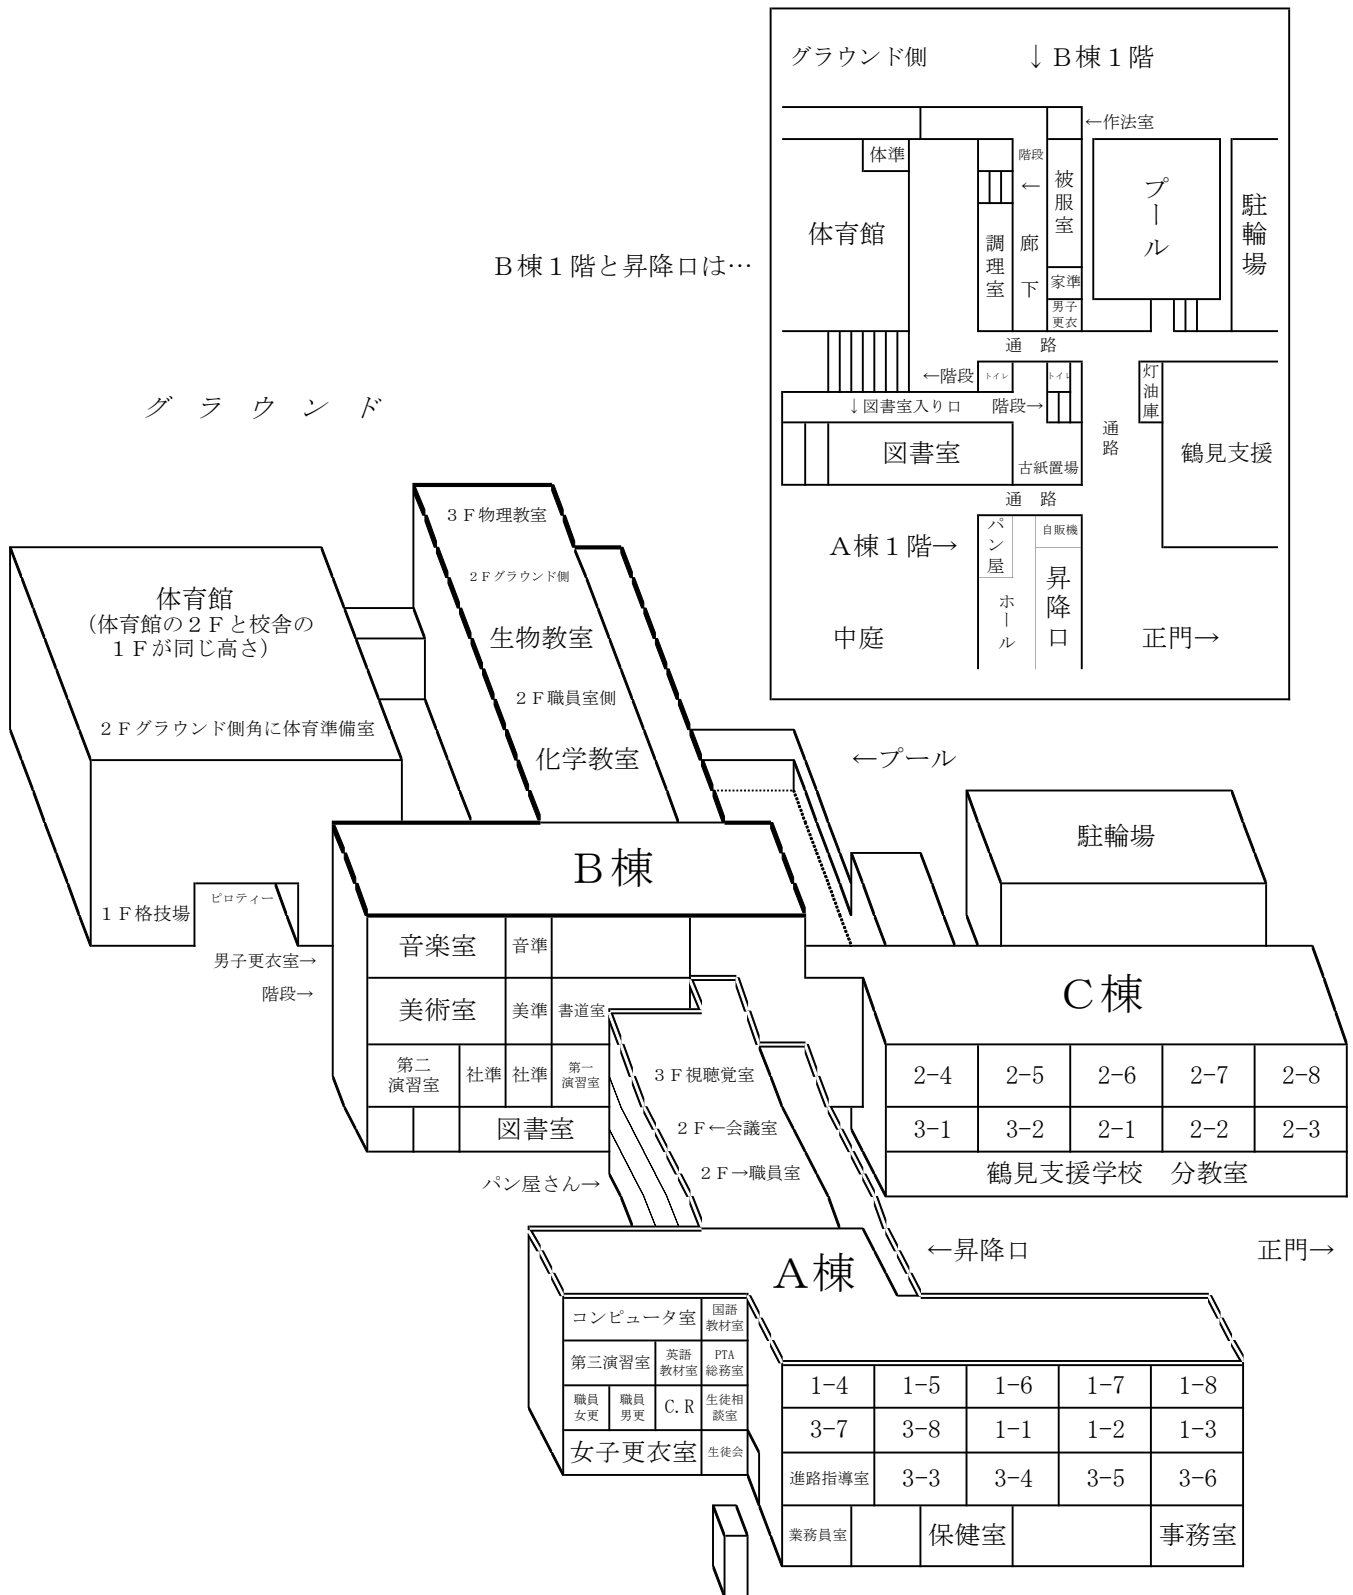 グラウンド側
↓B棟1階
←作法室
体準
階段
←
被服室
プール
駐輪場
体育館
調理室
廊下
B棟1階と昇降口は…
家準
男子
更衣
通 路
←階段
トイレ
トイレ
灯油庫
↓図書室入り口
階段→
通路
図書室
古紙置場
鶴見支援
通 路
パン屋
自販機
A棟1階→
昇降口
ホール
中庭
正門→
グラウンド
3F物理教室
2Fグラウンド側
生物教室
2F職員室側
化学教室
体育館
(体育館の2Fと校舎の
1Fが同じ高さ)
2Fグラウンド側角に体育準備室
←プール
駐輪場
B棟
1F格技場
ピロティー
男子更衣室→
階段→
音楽室
音準
美術室
美準
書道室
第二
演習室
社準
社準
第一
演習室
図書室
C棟
2-4
2-5
2-6
2-7
2-8
3-1
3-2
2-1
2-2
2-3
鶴見支援学校 分教室
3F視聴覚室
2F←会議室
2F→職員室
パン屋さん→
←昇降口
正門→
A棟
コンピュータ室
国語
教材室
第三演習室
英語
教材室
PTA
総務室
職員
女更
職員
男更
C.R
生徒相
談室
女子更衣室
生徒会
1-4
1-5
1-6
1-7
1-8
3-7
3-8
1-1
1-2
1-3
進路指導室
3-3
3-4
3-5
3-6
業務員室
保健室
事務室